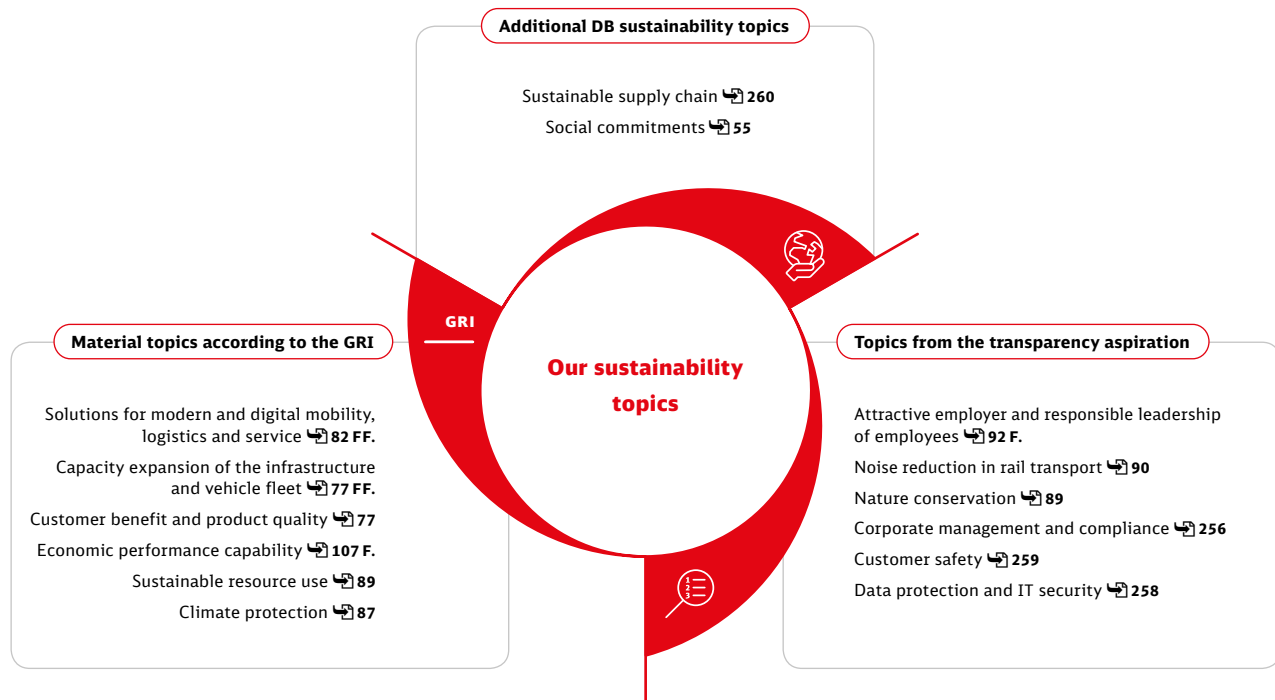 Additional DB sustainability topics
Sustainable supply chain 260
Social commitments 55
GRI
Material topics according to the GRI
Solutions for modern and digital mobility,
logistics and service 82 FF.
Capacity expansion of the infrastructure
and vehicle fleet 77 FF.
Customer benefit and product quality 77
Economic performance capability 107 F.
Sustainable resource use 89
Climate protection 87
Our sustainability
topics
Topics from the transparency aspiration
Attractive employer and responsible leadership
of employees 92 F.
Noise reduction in rail transport 90
Nature conservation 89
Corporate management and compliance 256
Customer safety 259
Data protection and IT security 258
1
2
3